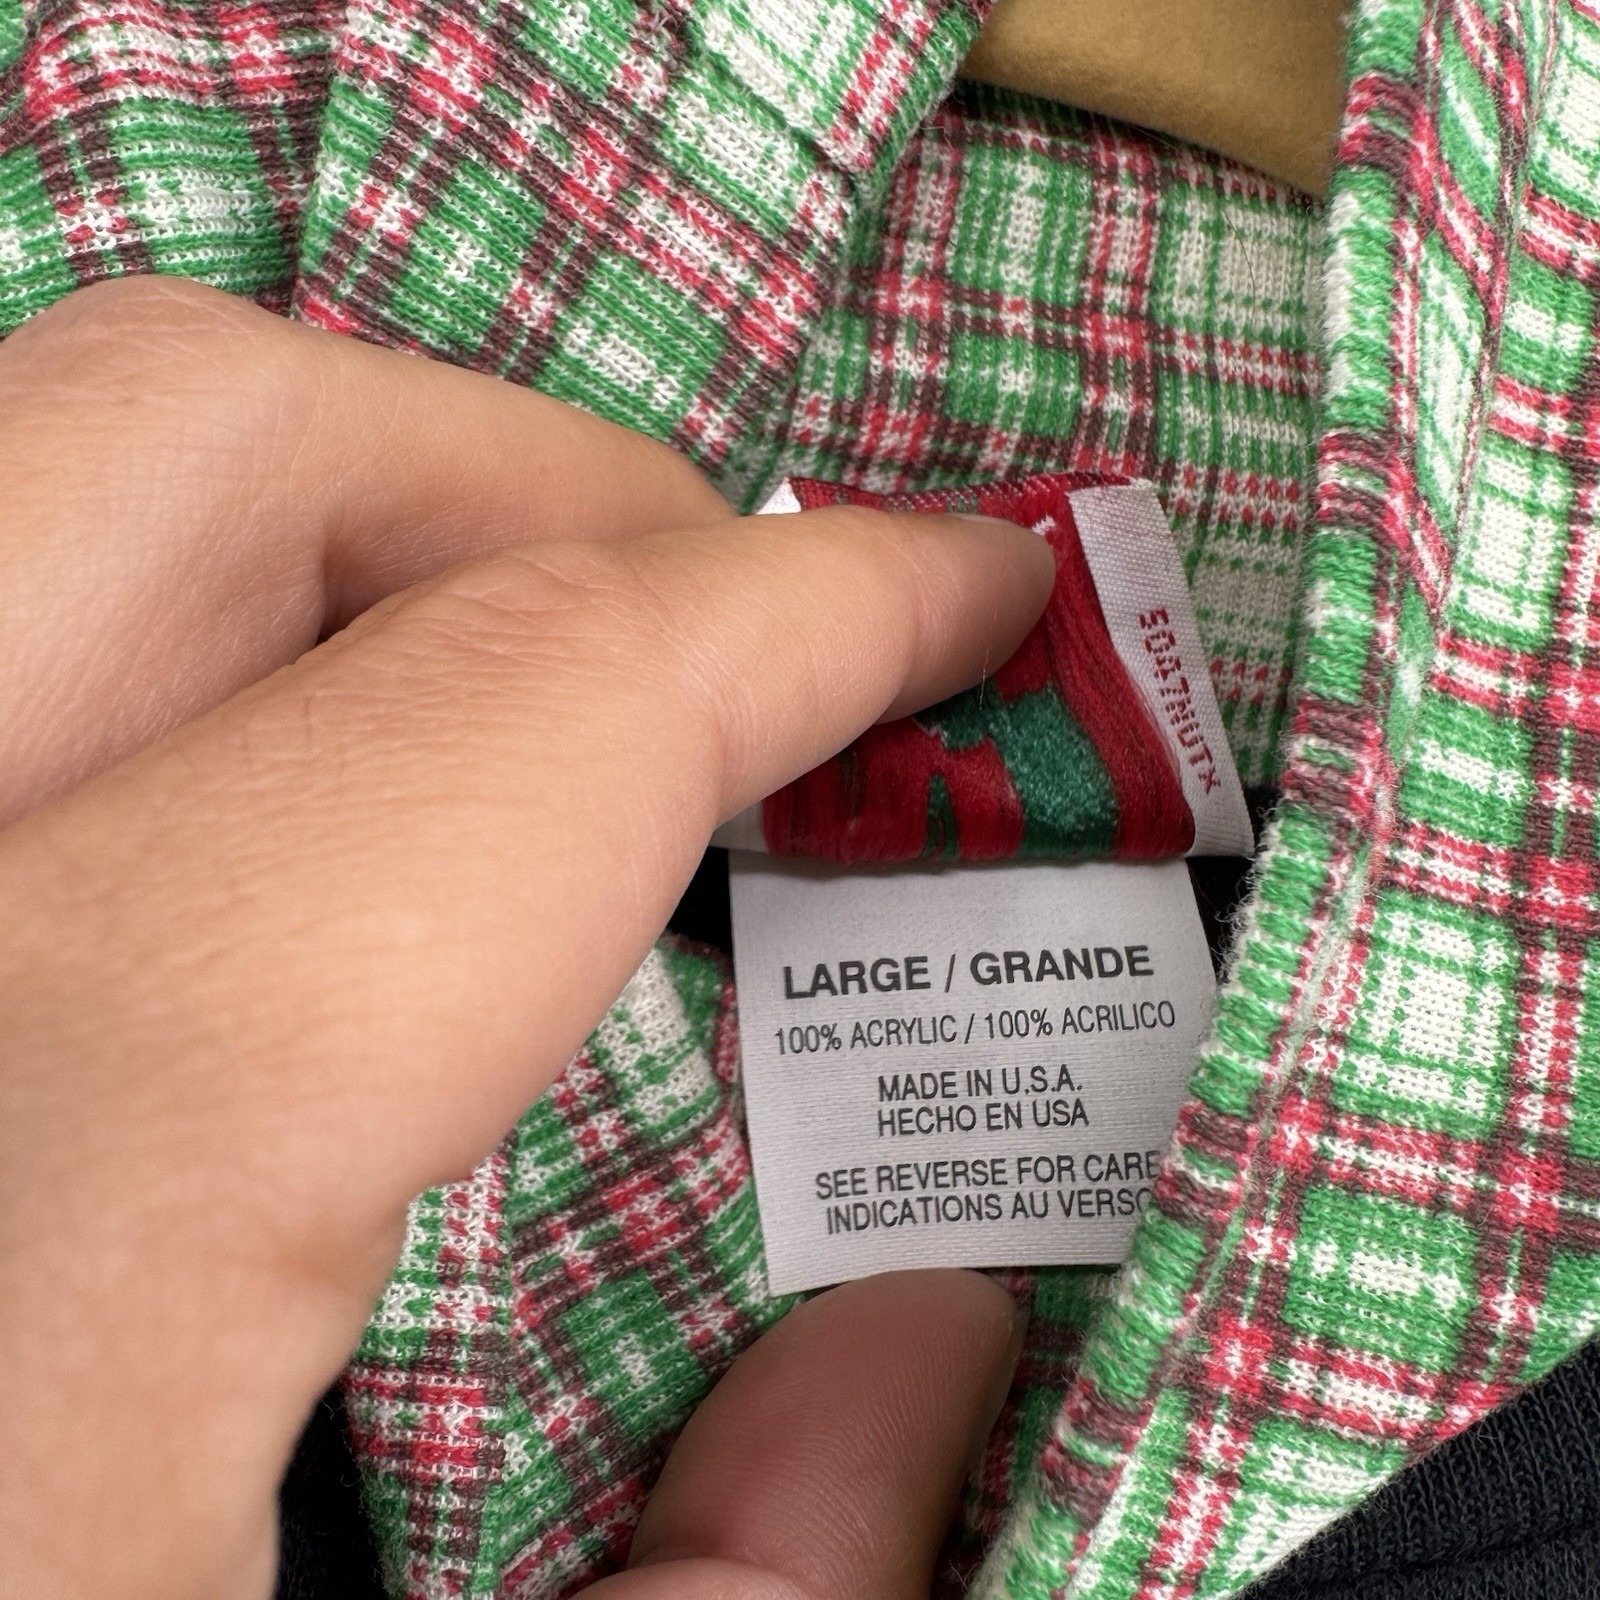 LARGE / GRANDE
100% ACRYLIC / 100% ACRILICO
MADE IN U.S.A.
HECHO EN USA
SEE REVERSE FOR CARE
INDICATIONS AU VERSO